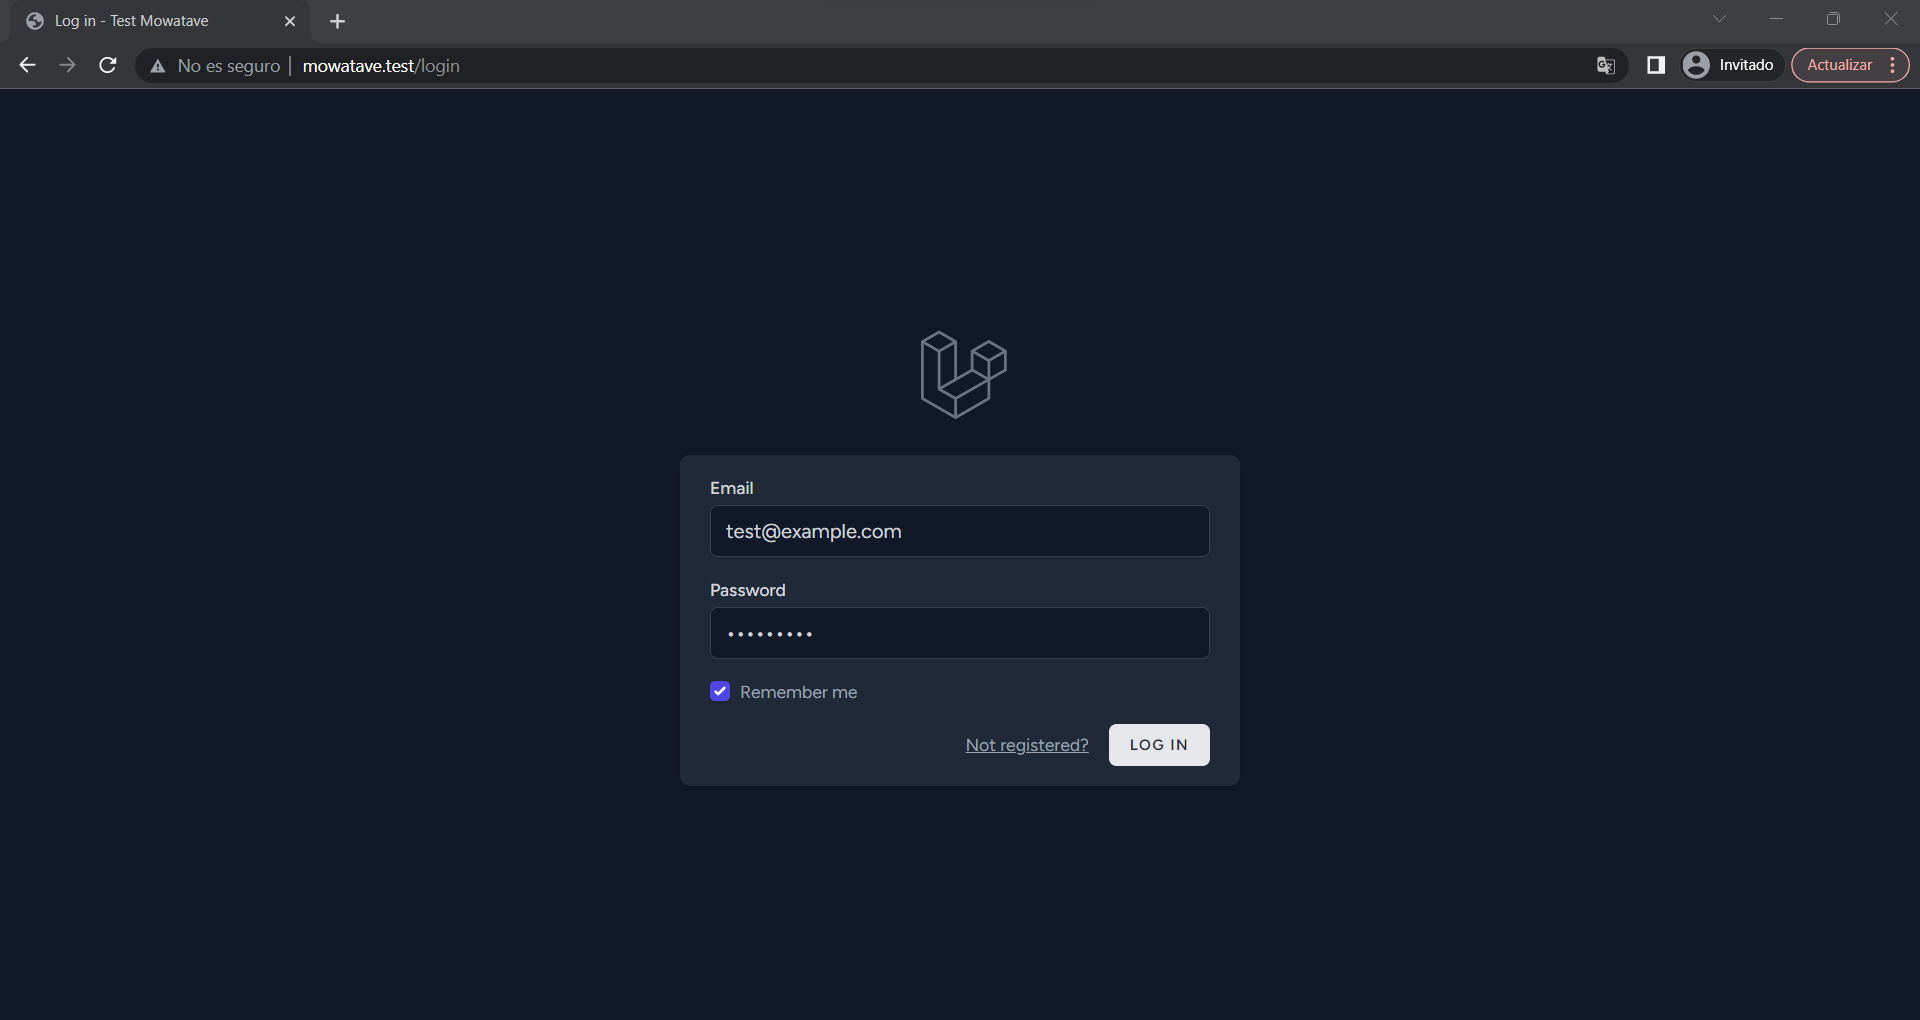 Log in - Test Mowatave
No es seguro | mowatave.test/login
Invitado
Actualizar
Email
test@example.com
Password
•••••••••
Remember me
Not registered?
LOG IN